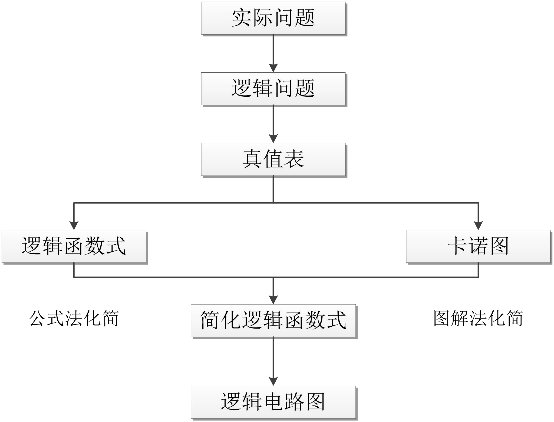 实际问题
逻辑问题
真值表
逻辑函数式
卡诺图
公式法化简
简化逻辑函数式
图解法化简
逻辑电路图